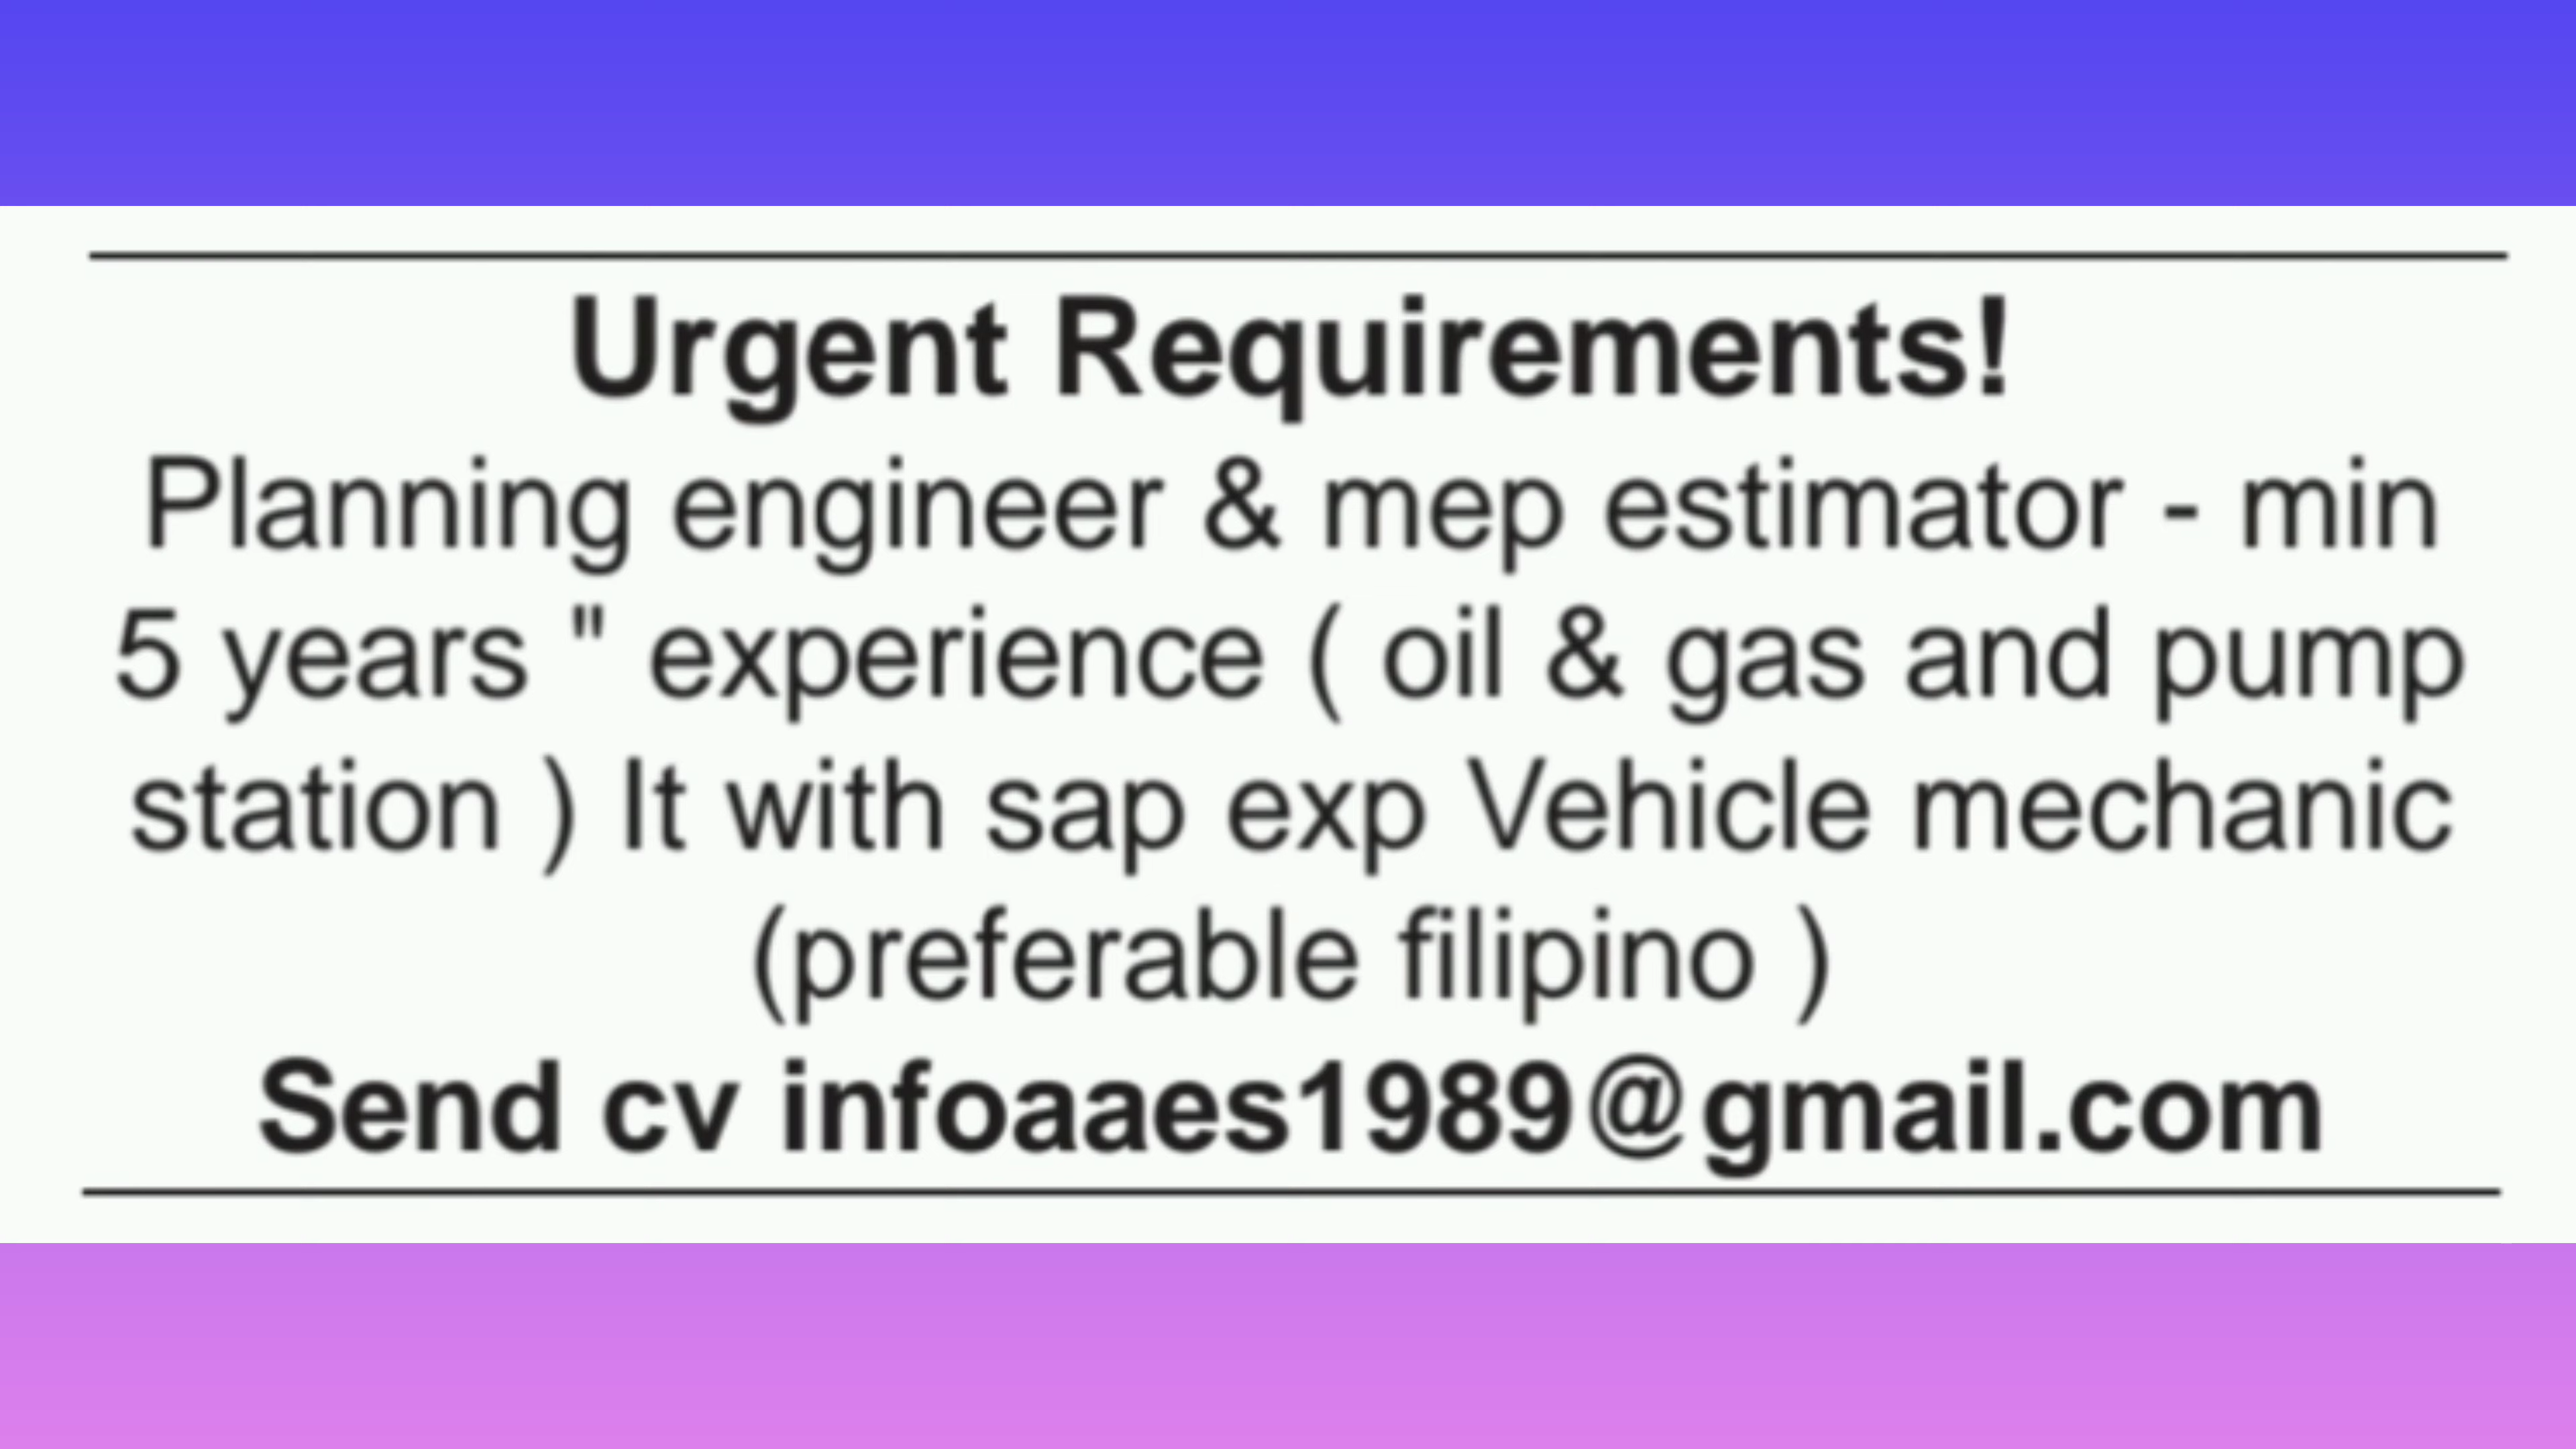 Urgent Requirements!
Planning engineer & mep estimator - min
5 years " experience ( oil & gas and pump
station ) It with sap exp Vehicle mechanic
(preferable filipino )
Send cv infoaaes1989@gmail.com